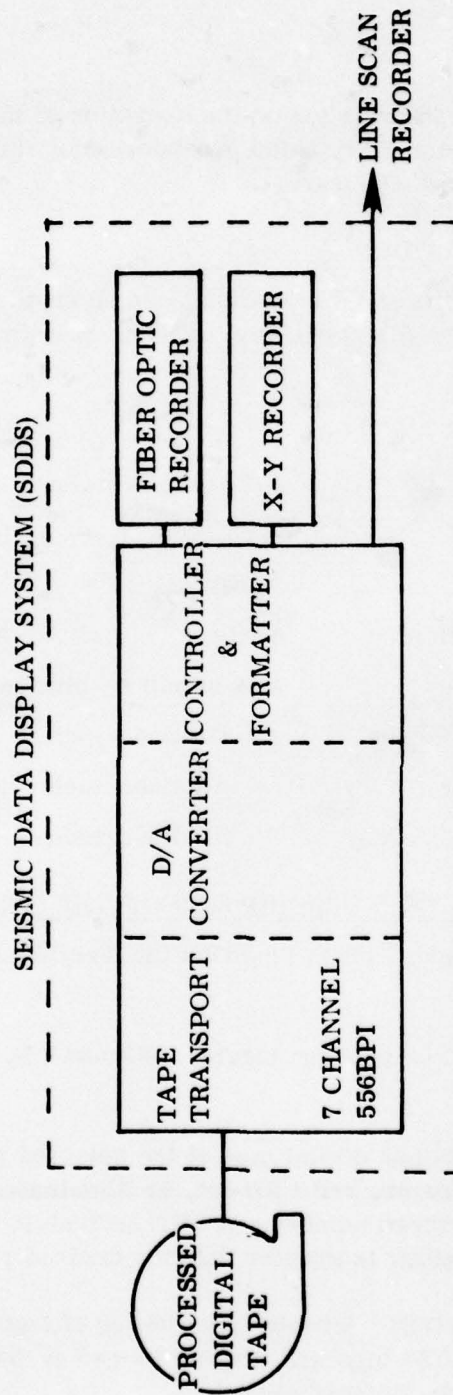 SEISMIC DATA DISPLAY SYSTEM (SDDS)
PROCESSED
DIGITAL
TAPE
TAPE
TRANSPORT
7 CHANNEL
556BPI
D/A
CONVERTER
CONTROLLER
&
FORMATTER
FIBER OPTIC
RECORDER
X-Y RECORDER
LINE SCAN
RECORDER